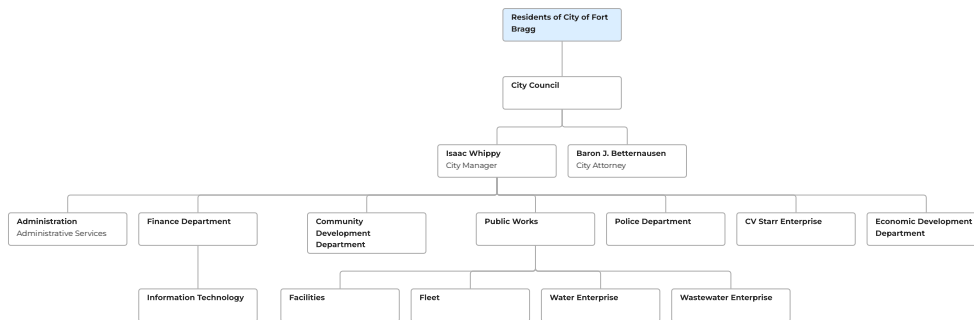 Residents of City of Fort
Bragg
City Council
Isaac Whippy
City Manager
Baron J. Betternausen
City Attorney
Administration
Administrative Services
Finance Department
Community
Development
Department
Public Works
Police Department
CV Starr Enterprise
Economic Development
Department
Information Technology
Facilities
Fleet
Water Enterprise
Wastewater Enterprise